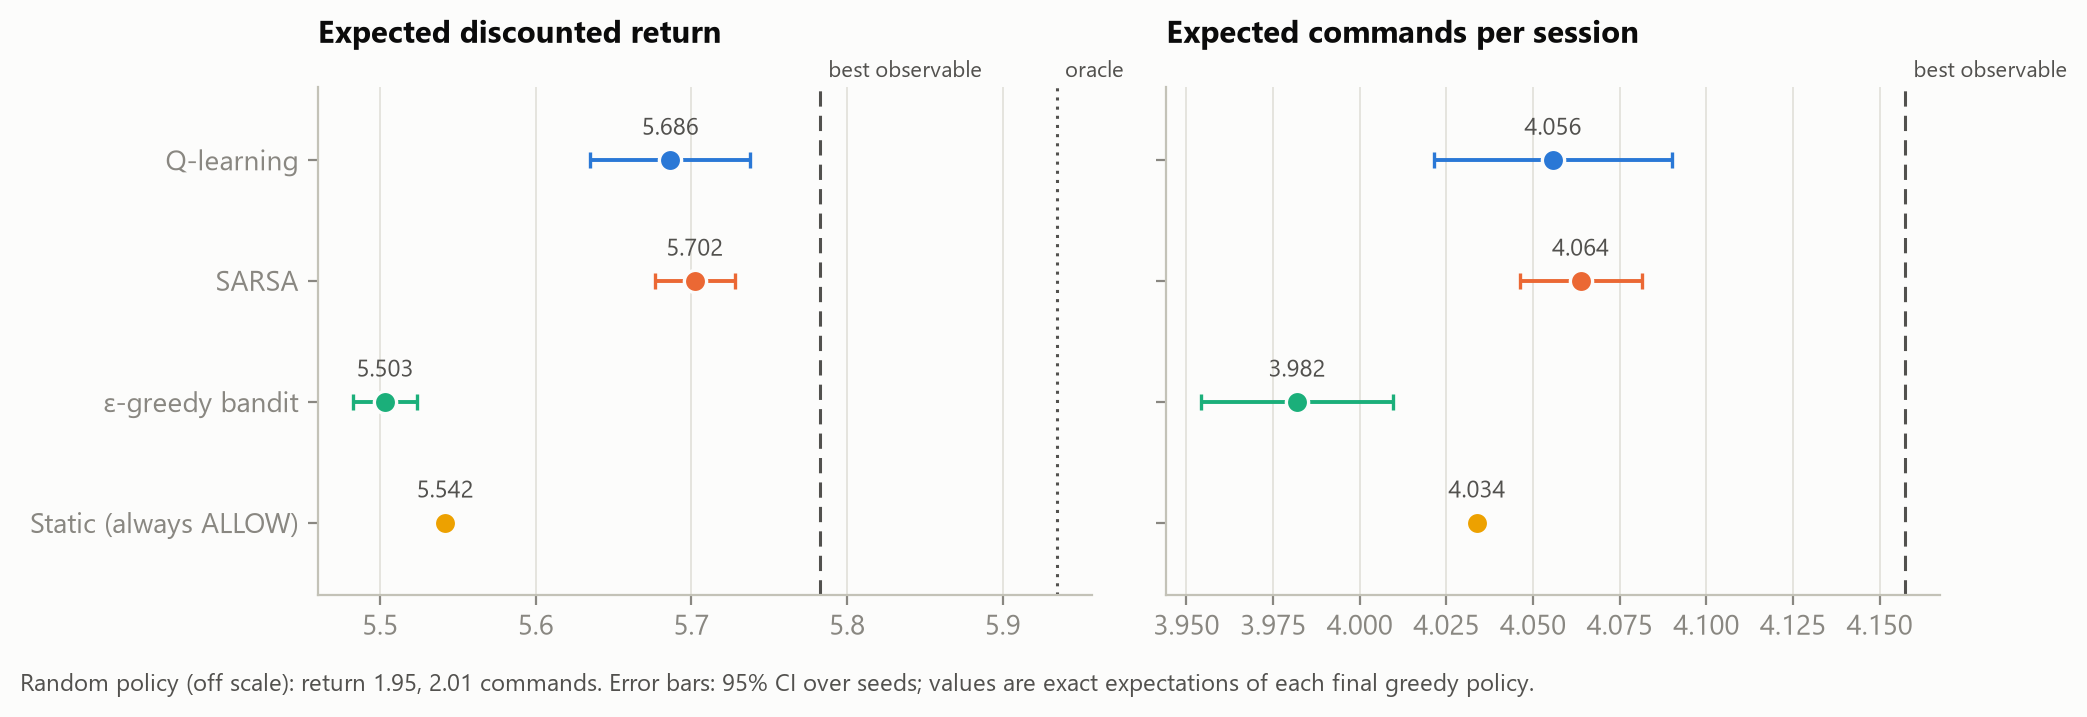 Expected discounted return
Expected commands per session
best observable
oracle
best observable
Q-learning
5.686
4.056
SARSA
5.702
4.064
ε-greedy bandit
5.503
3.982
Static (always ALLOW)
5.542
4.034
5.5 5.6 5.7 5.8 5.9
3.950 3.975 4.000 4.025 4.050 4.075 4.100 4.125 4.150
Random policy (off scale): return 1.95, 2.01 commands. Error bars: 95% CI over seeds; values are exact expectations of each final greedy policy.